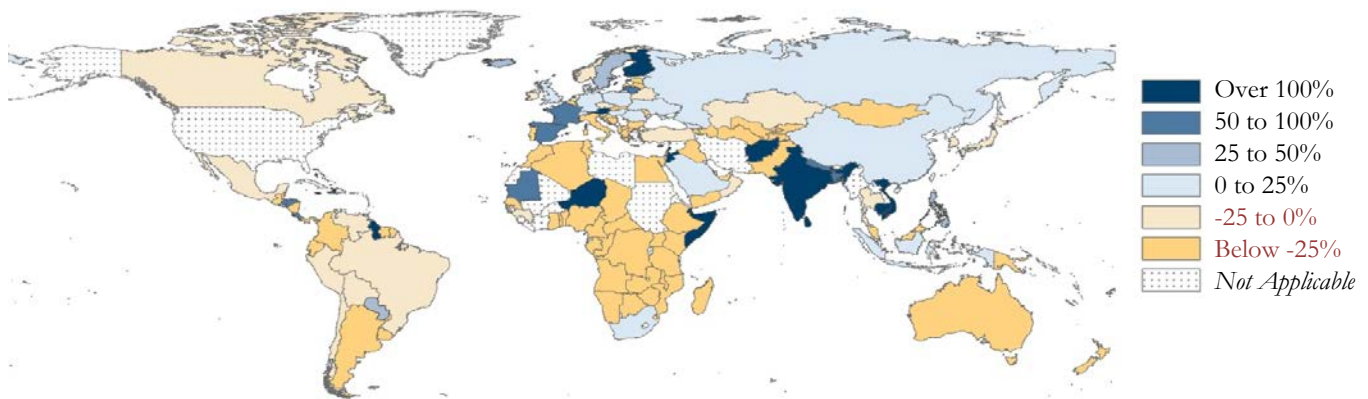 Over 100%
50 to 100%
25 to 50%
0 to 25%
-25 to 0%
Below -25%
Not Applicable